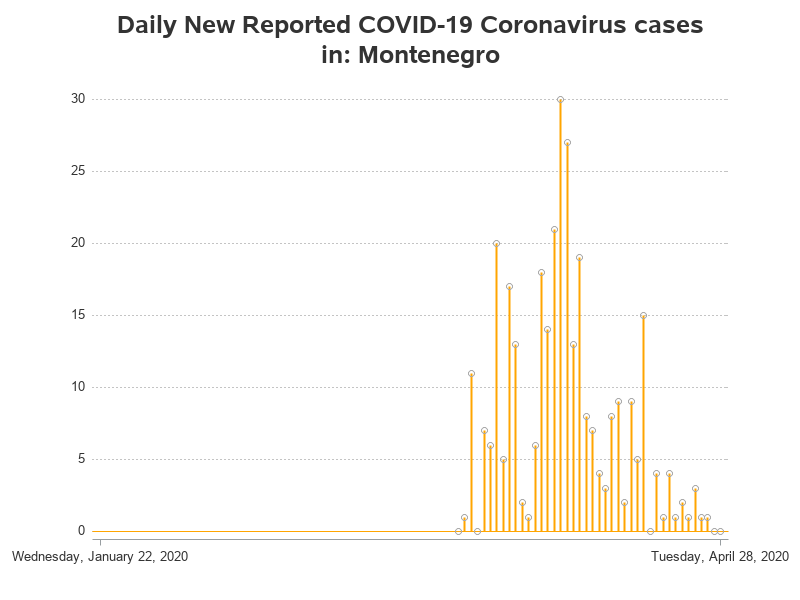 Daily New Reported COVID-19 Coronavirus cases
in: Montenegro
30
25
20
15
10
5
0
Wednesday, January 22, 2020
Tuesday, April 28, 2020